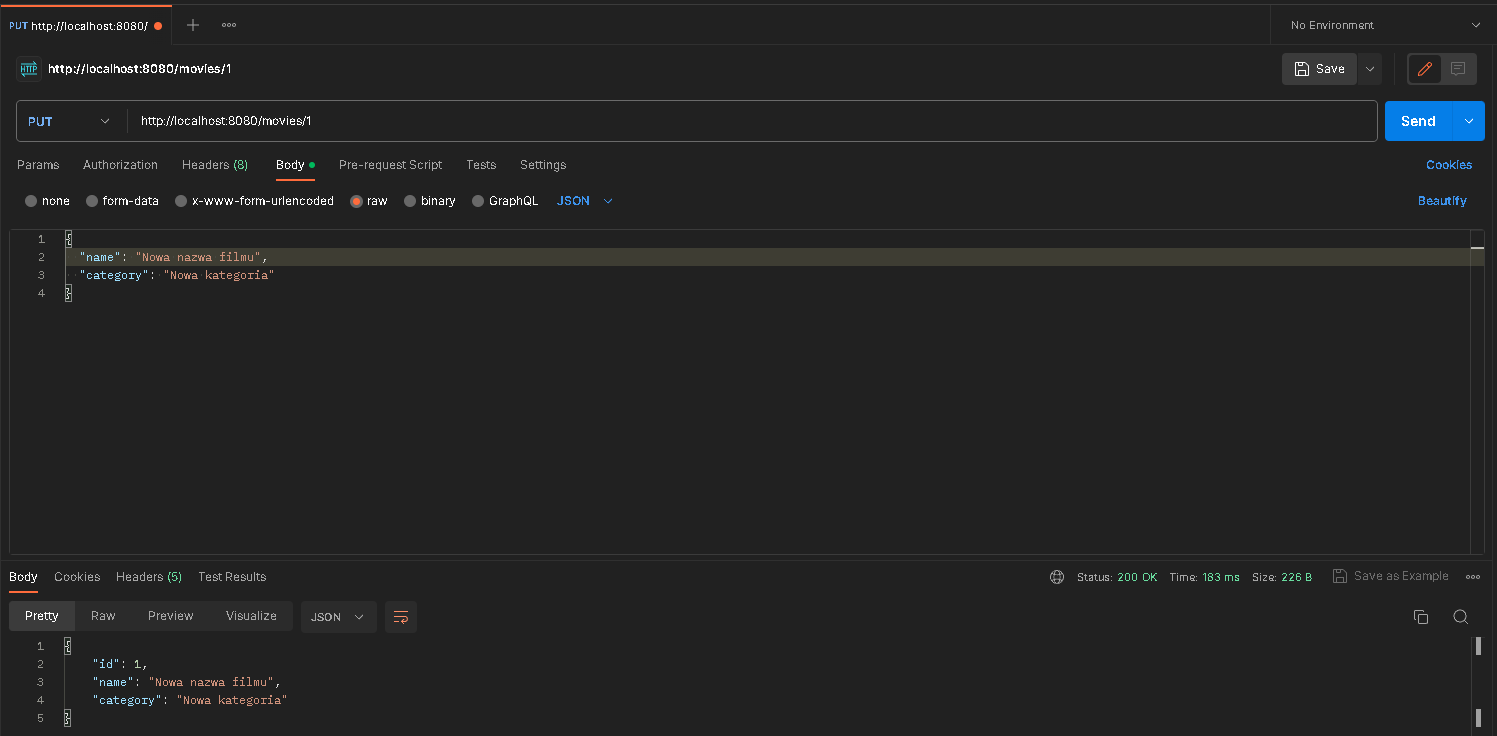 PUT http://localhost:8080/
No Environment
HTTP http://localhost:8080/movies/1
Save
PUT http://localhost:8080/movies/1
Send
Params Authorization Headers (8) Body Pre-request Script Tests Settings Cookies
none form-data x-www-form-urlencoded raw binary GraphQL JSON Beautify
1 {
2 "name": "Nowa nazwa filmu",
3 "category": "Nowa kategoria"
4 }
Body Cookies Headers (5) Test Results Status: 200 OK Time: 183 ms Size: 226 B Save as Example
Pretty Raw Preview Visualize JSON
1 {
2 "id": 1,
3 "name": "Nowa nazwa filmu",
4 "category": "Nowa kategoria"
5 }